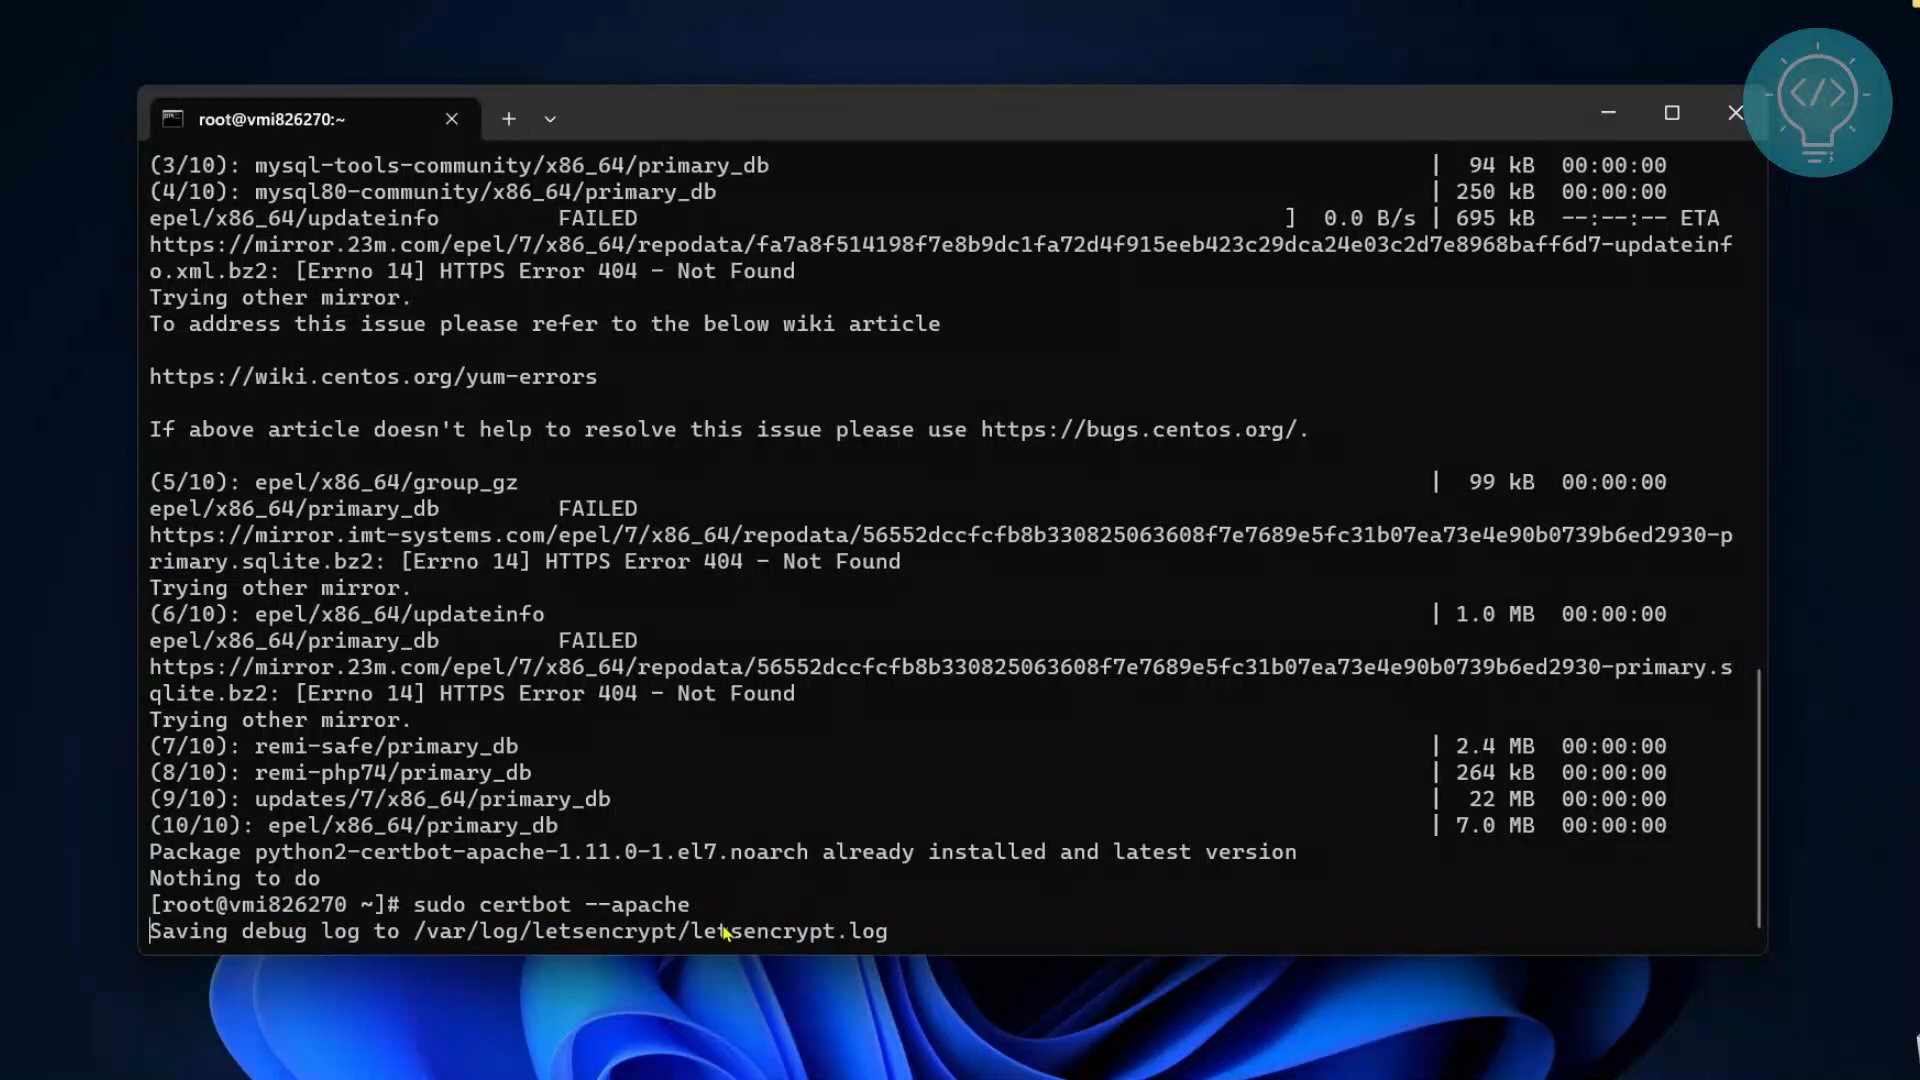 root@vmi826270:~
(3/10): mysql-tools-community/x86_64/primary_db | 94 kB 00:00:00
(4/10): mysql80-community/x86_64/primary_db | 250 kB 00:00:00
epel/x86_64/updateinfo FAILED ] 0.0 B/s | 695 kB --:--:-- ETA
https://mirror.23m.com/epel/7/x86_64/repodata/fa7a8f514198f7e8b9dc1fa72d4f915eeb423c29dca24e03c2d7e8968baff6d7-updateinf
o.xml.bz2: [Errno 14] HTTPS Error 404 - Not Found
Trying other mirror.
To address this issue please refer to the below wiki article
https://wiki.centos.org/yum-errors
If above article doesn't help to resolve this issue please use https://bugs.centos.org/.
(5/10): epel/x86_64/group_gz | 99 kB 00:00:00
epel/x86_64/primary_db FAILED
https://mirror.imt-systems.com/epel/7/x86_64/repodata/56552dccfcfb8b330825063608f7e7689e5fc31b07ea73e4e90b0739b6ed2930-p
rimary.sqlite.bz2: [Errno 14] HTTPS Error 404 - Not Found
Trying other mirror.
(6/10): epel/x86_64/updateinfo | 1.0 MB 00:00:00
epel/x86_64/primary_db FAILED
https://mirror.23m.com/epel/7/x86_64/repodata/56552dccfcfb8b330825063608f7e7689e5fc31b07ea73e4e90b0739b6ed2930-primary.s
qlite.bz2: [Errno 14] HTTPS Error 404 - Not Found
Trying other mirror.
(7/10): remi-safe/primary_db | 2.4 MB 00:00:00
(8/10): remi-php74/primary_db | 264 kB 00:00:00
(9/10): updates/7/x86_64/primary_db | 22 MB 00:00:00
(10/10): epel/x86_64/primary_db | 7.0 MB 00:00:00
Package python2-certbot-apache-1.11.0-1.el7.noarch already installed and latest version
Nothing to do
[root@vmi826270 ~]# sudo certbot --apache
Saving debug log to /var/log/letsencrypt/letsencrypt.log